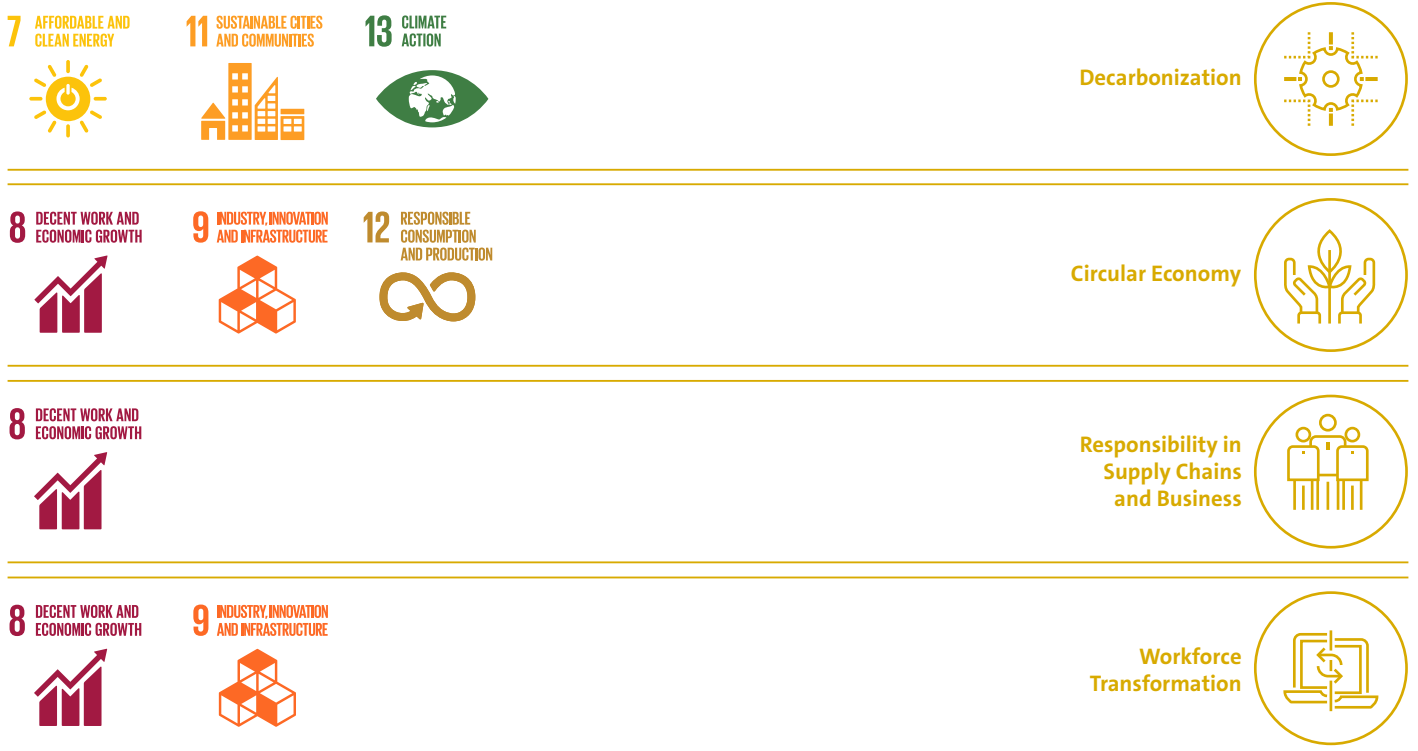 7 AFFORDABLE AND
CLEAN ENERGY
11 SUSTAINABLE CITIES
AND COMMUNITIES
13 CLIMATE
ACTION
Decarbonization
8 DECENT WORK AND
ECONOMIC GROWTH
9 INDUSTRY, INNOVATION
AND INFRASTRUCTURE
12 RESPONSIBLE
CONSUMPTION
AND PRODUCTION
Circular Economy
8 DECENT WORK AND
ECONOMIC GROWTH
Responsibility in
Supply Chains
and Business
8 DECENT WORK AND
ECONOMIC GROWTH
9 INDUSTRY, INNOVATION
AND INFRASTRUCTURE
Workforce
Transformation